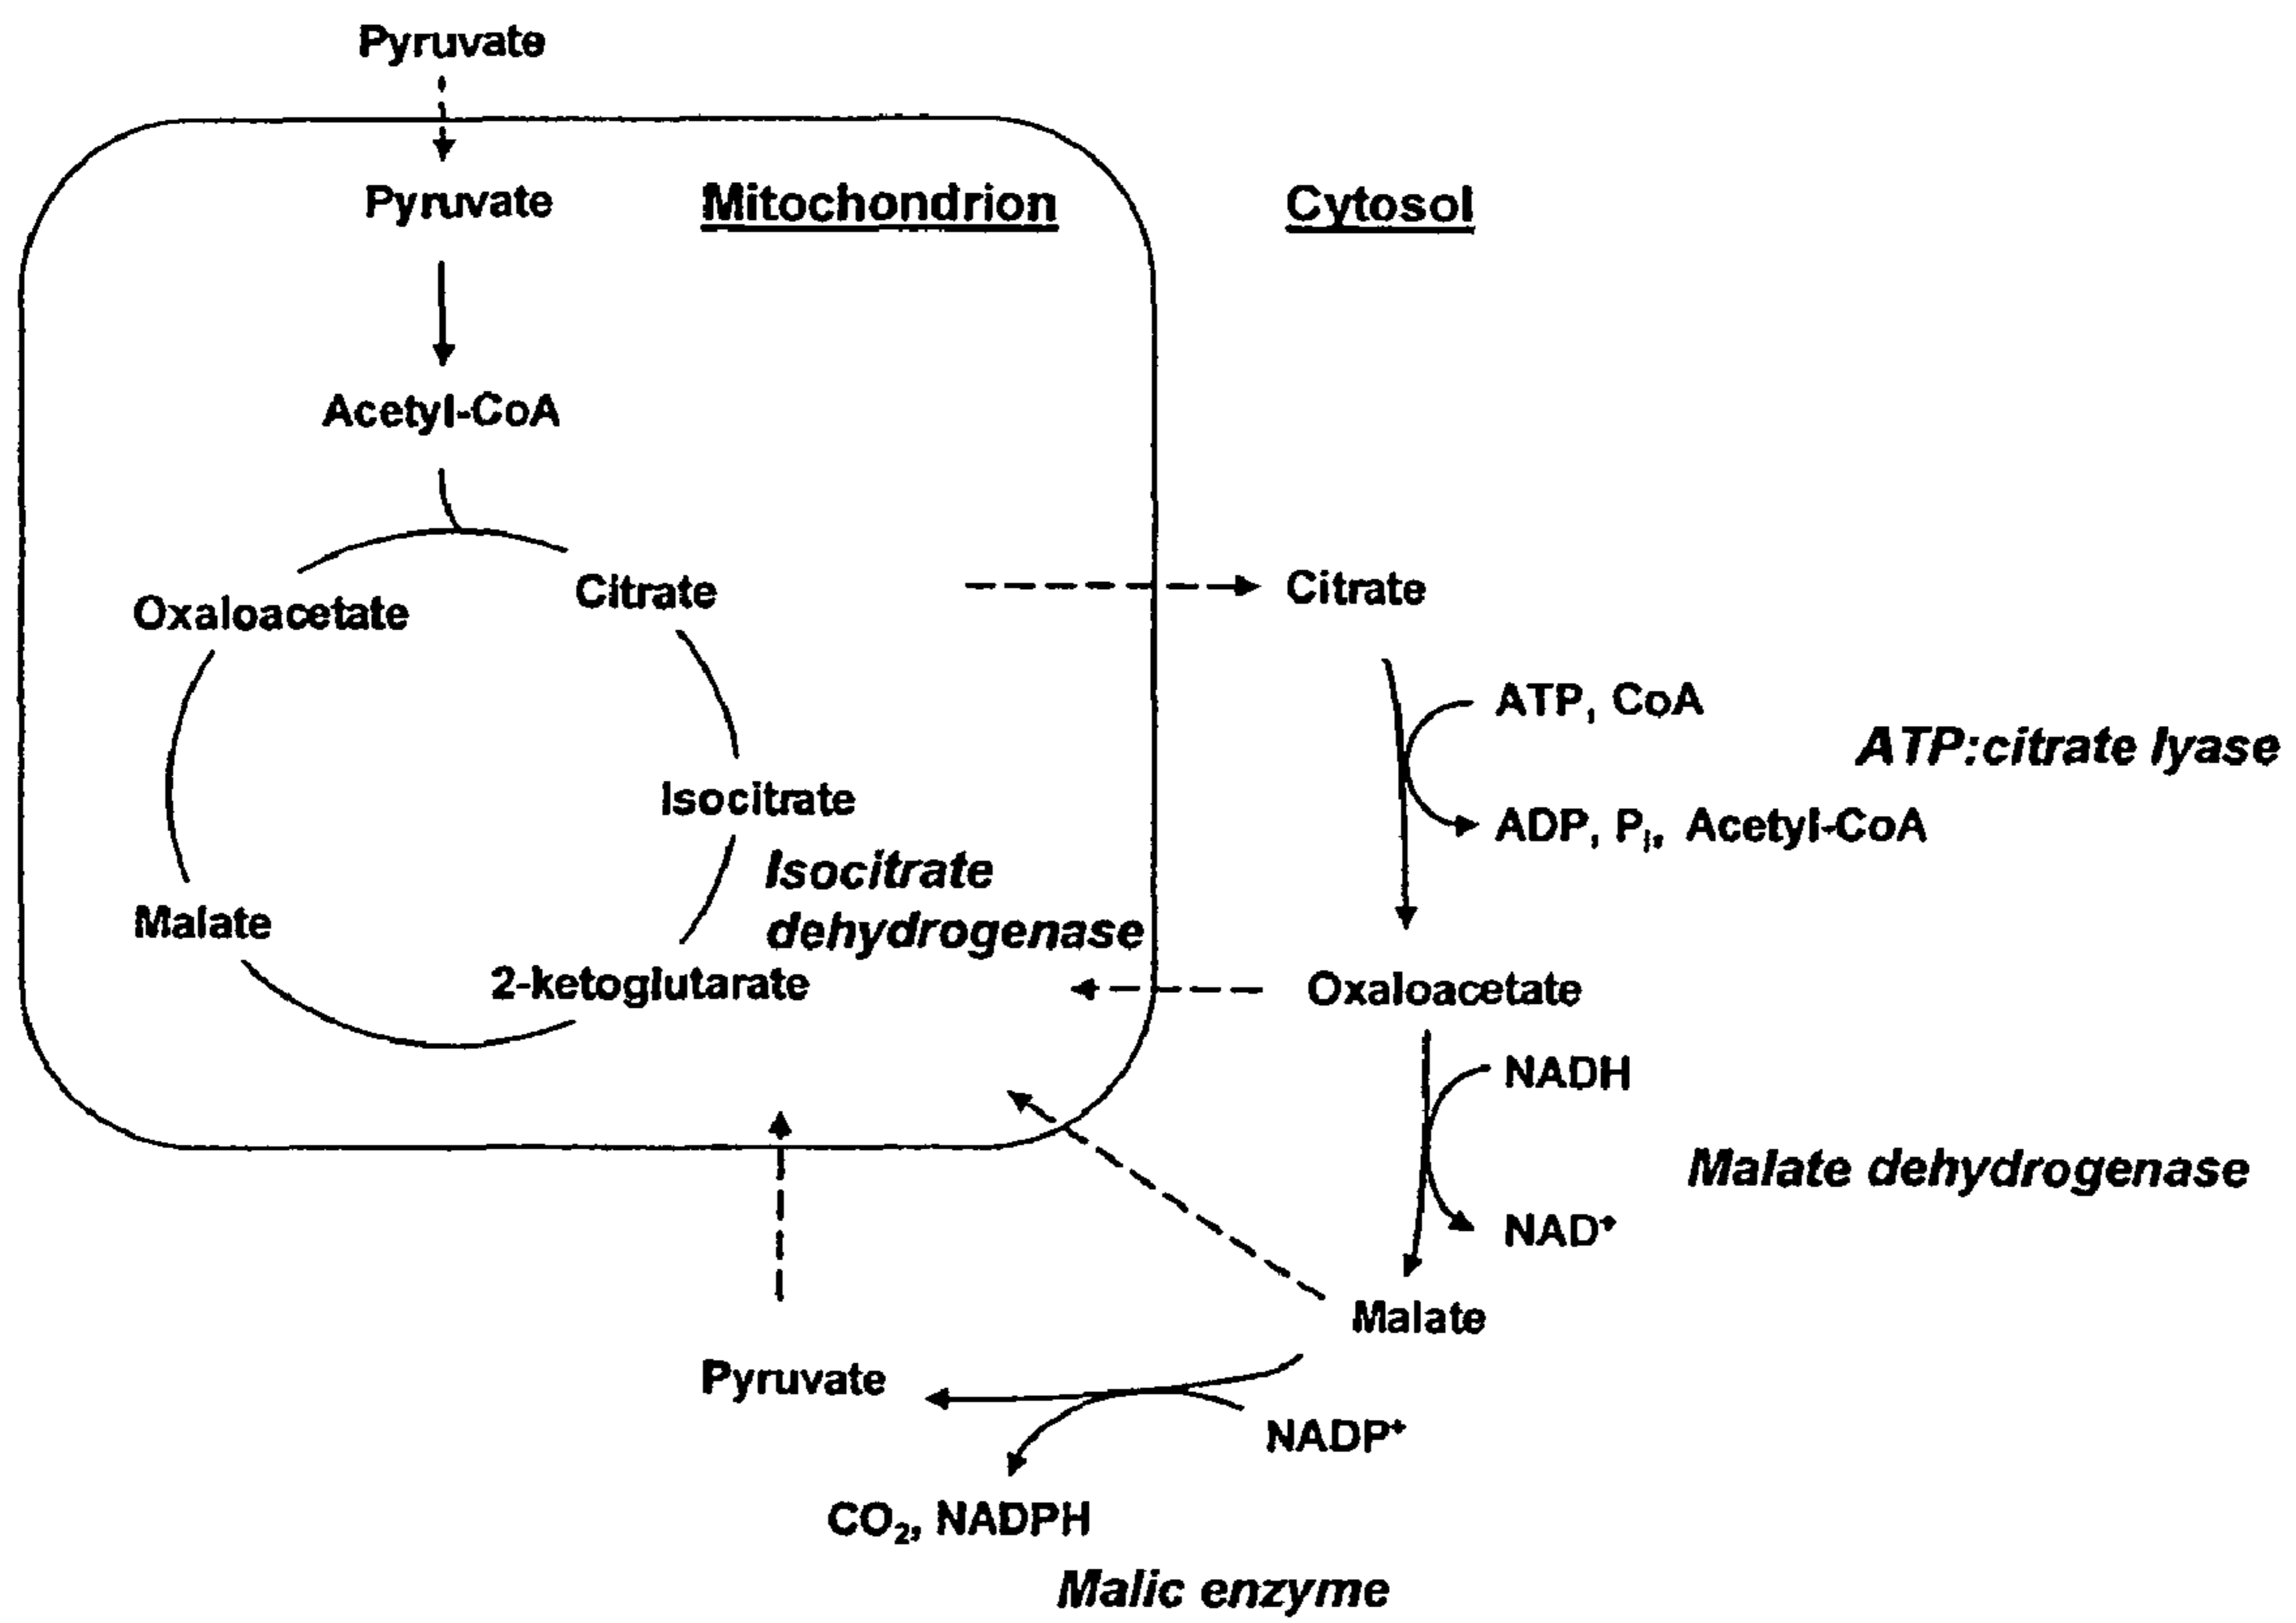 Pyruvate
Pyruvate
Mitochondrion
Cytosol
Acetyl-CoA
Oxaloacetate
Citrate
Citrate
ATP, CoA
ATP:citrate lyase
ADP, Pi, Acetyl-CoA
Isocitrate
Isocitrate
dehydrogenase
Malate
2-ketoglutarate
Oxaloacetate
NADH
Malate dehydrogenase
NAD⁺
Malate
Pyruvate
NADP⁺
CO₂, NADPH
Malic enzyme